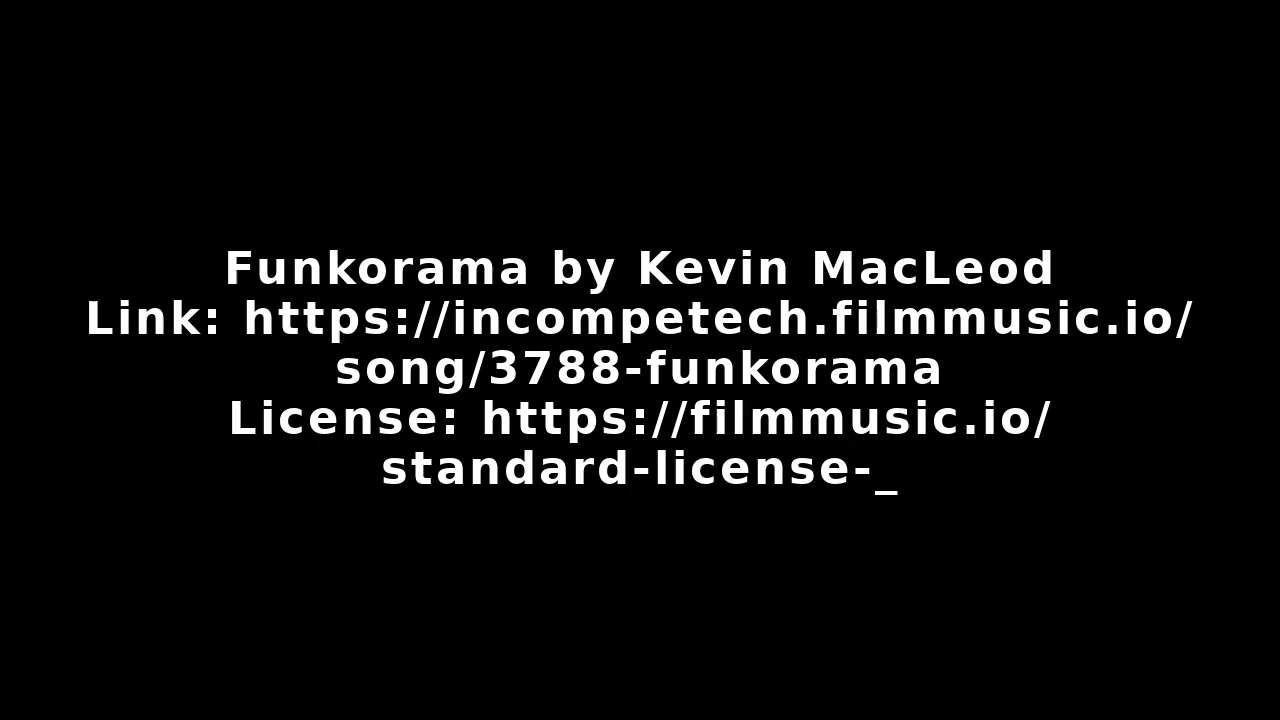 Funkorama by Kevin MacLeod
Link: https://incompetech.filmmusic.io/
song/3788-funkorama
License: https://filmmusic.io/
standard-license-_